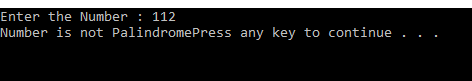 Enter the Number : 112
Number is not PalindromePress any key to continue . . .